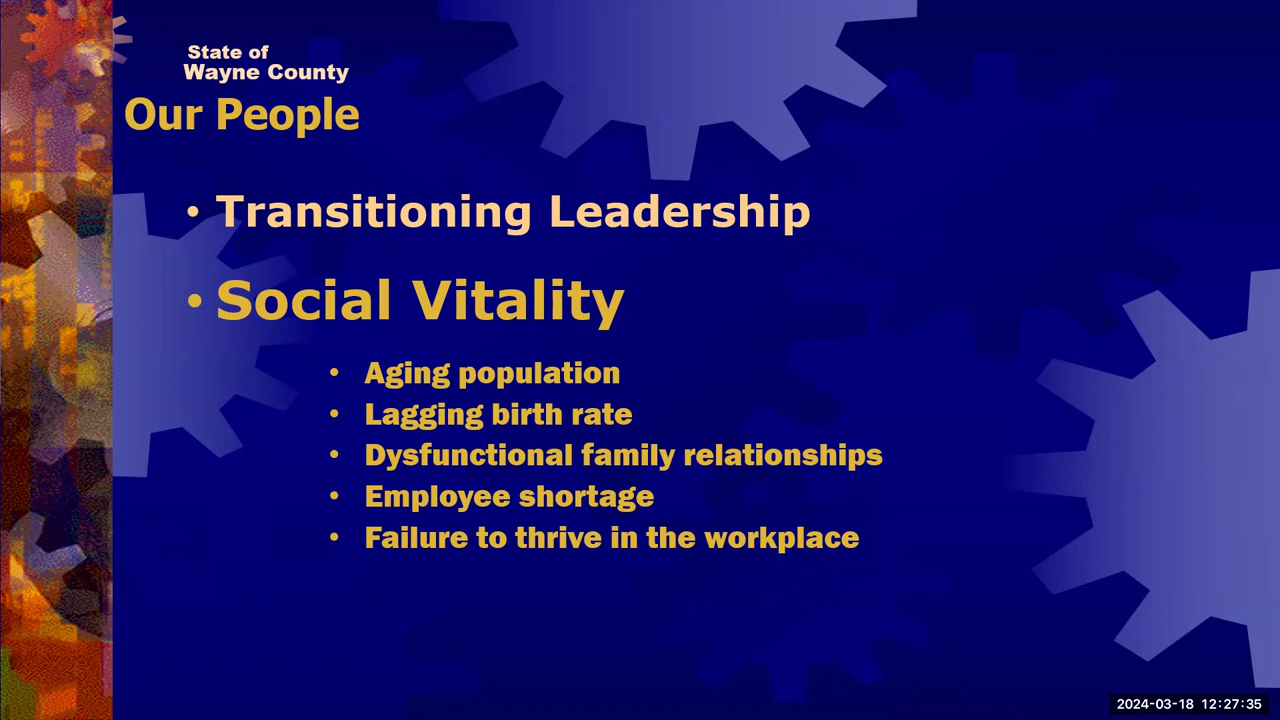 State of
Wayne County
Our People
• Transitioning Leadership
• Social Vitality
• Aging population
• Lagging birth rate
• Dysfunctional family relationships
• Employee shortage
• Failure to thrive in the workplace
2024-03-18 12:27:35